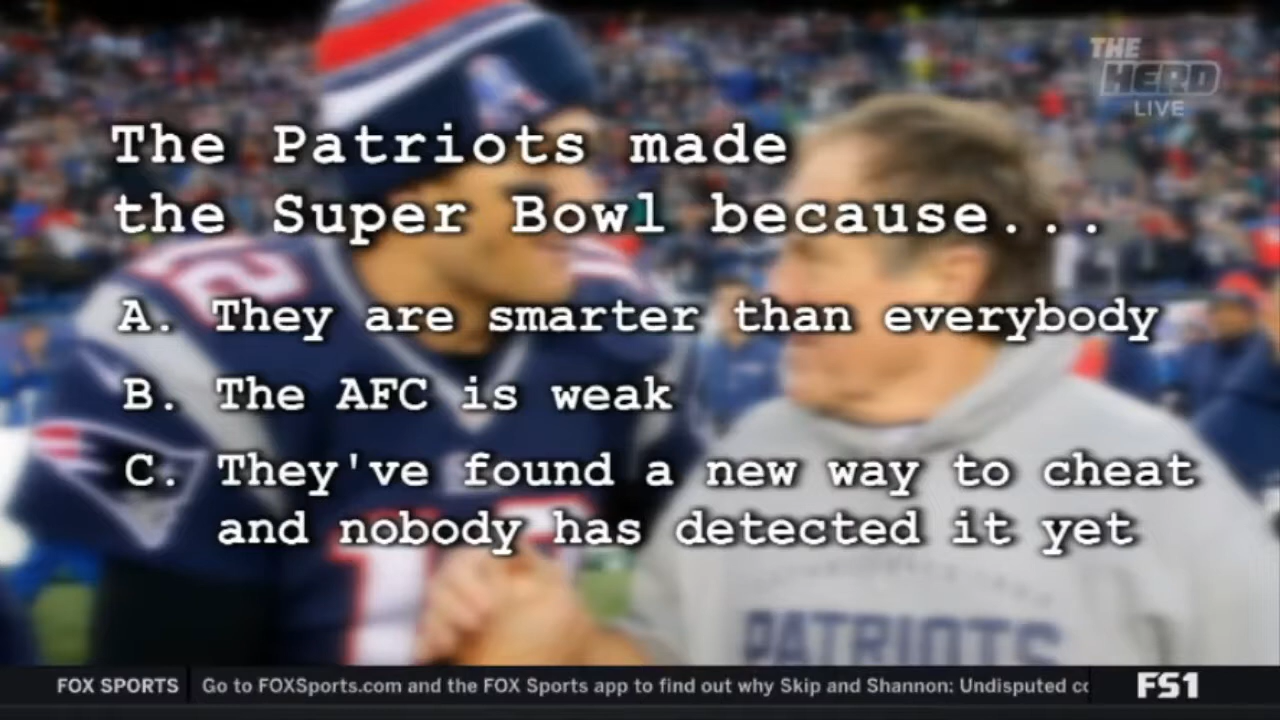 THE
HERD
LIVE
The Patriots made
the Super Bowl because...
A. They are smarter than everybody
B. The AFC is weak
C. They've found a new way to cheat
and nobody has detected it yet
12
PATRIOTS
FOX SPORTS
Go to FOXSports.com and the FOX Sports app to find out why Skip and Shannon: Undisputed
FS1